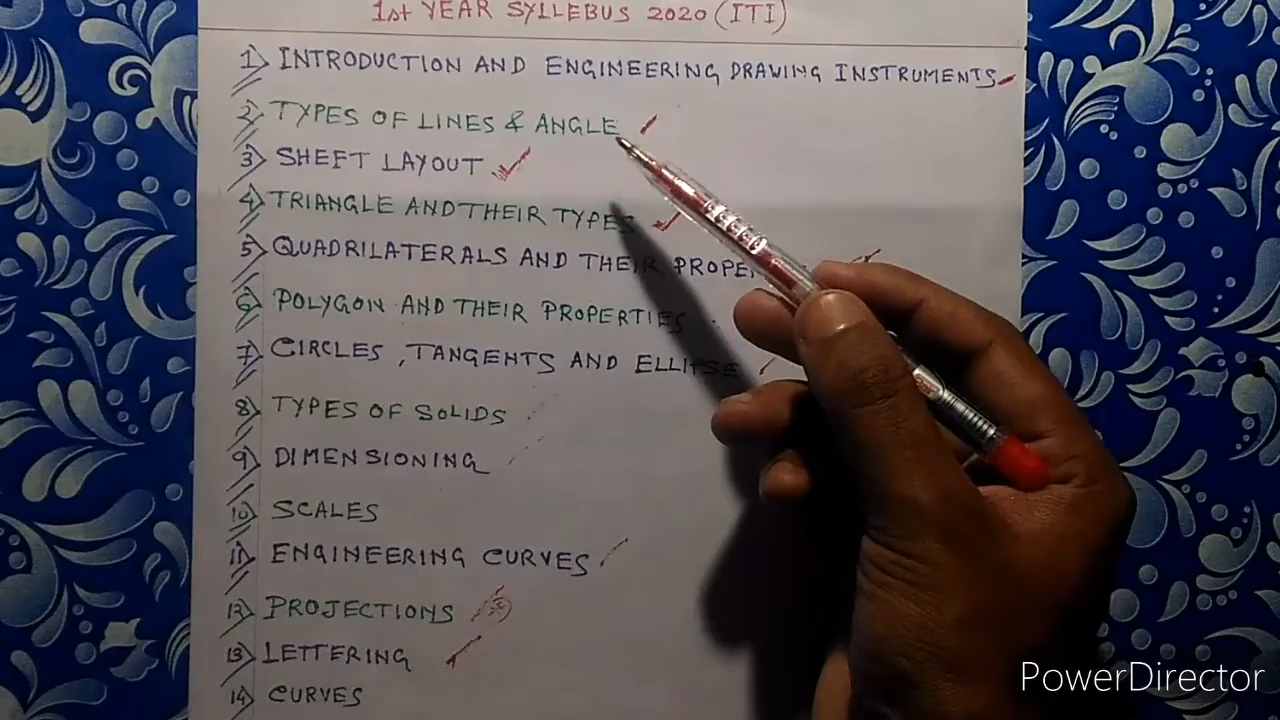 1st YEAR SYLLEBUS 2020 (ITI)
1) INTRODUCTION AND ENGINEERING DRAWING INSTRUMENTS
2) TYPES OF LINES & ANGLE
3) SHEET LAYOUT
4) TRIANGLE AND THEIR TYPES
5) QUADRILATERALS AND THEIR PROPE
6) POLYGON AND THEIR PROPERTIES
7) CIRCLES, TANGENTS AND ELLIPSE
8) TYPES OF SOLIDS
9) DIMENSIONING
10) SCALES
11) ENGINEERING CURVES
12) PROJECTIONS
13) LETTERING
14) CURVES
PowerDirector